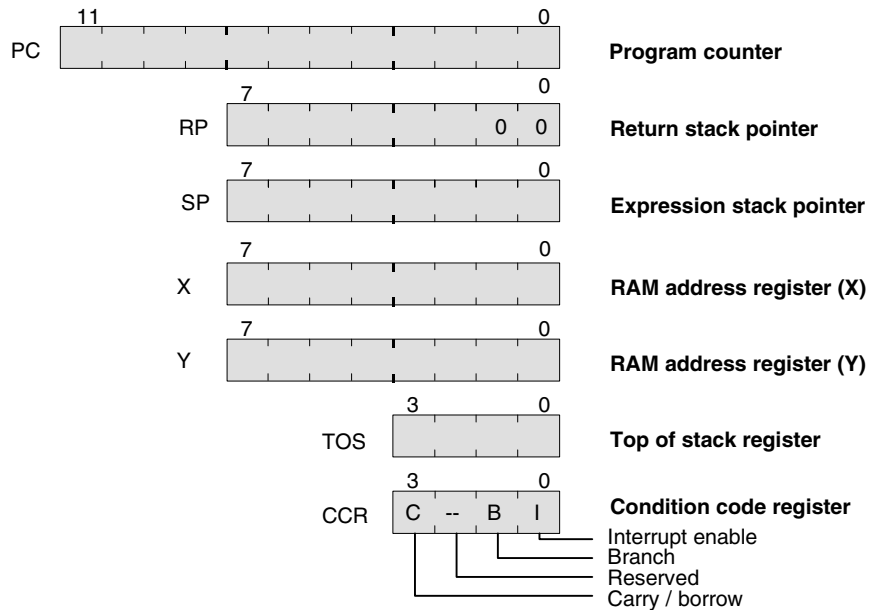 11 0
PC Program counter
7 0
RP 0 0 Return stack pointer
7 0
SP Expression stack pointer
7 0
X RAM address register (X)
7 0
Y RAM address register (Y)
3 0
TOS Top of stack register
3 0
CCR C -- B I Condition code register
Interrupt enable
Branch
Reserved
Carry / borrow